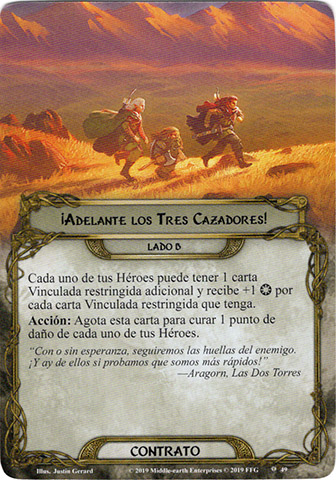 ¡Adelante los Tres Cazadores!
Lado B
Cada uno de tus Héroes puede tener 1 carta
Vinculada restringida adicional y recibe +1 por
cada carta Vinculada restringida que tenga.
Acción: Agota esta carta para curar 1 punto de
daño de cada uno de tus Héroes.
“Con o sin esperanza, seguiremos las huellas del enemigo.
¡Y ay de ellos si probamos que somos más rápidos!”
—Aragorn, Las Dos Torres
CONTRATO
Illus. Justin Gerard © 2019 Middle-earth Enterprises © 2019 FFG 49